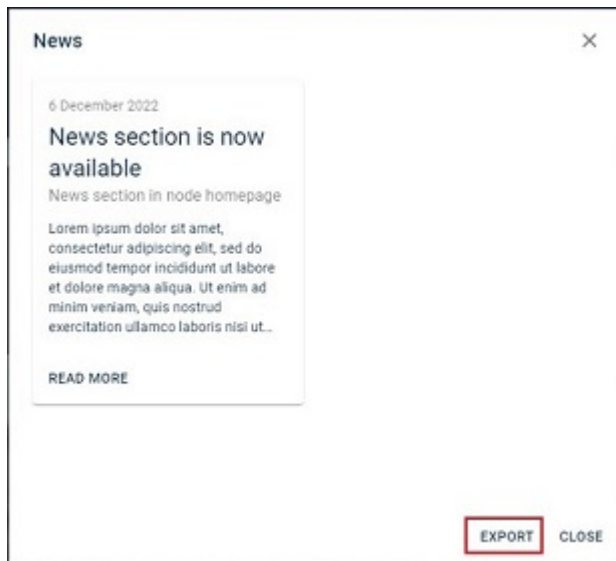 News
6 December 2022
News section is now
available
News section in node homepage
Lorem ipsum dolor sit amet,
consectetur adipiscing elit, sed do
eiusmod tempor incididunt ut labore
et dolore magna aliqua. Ut enim ad
minim veniam, quis nostrud
exercitation ullamco laboris nisi ut...
READ MORE
EXPORT CLOSE